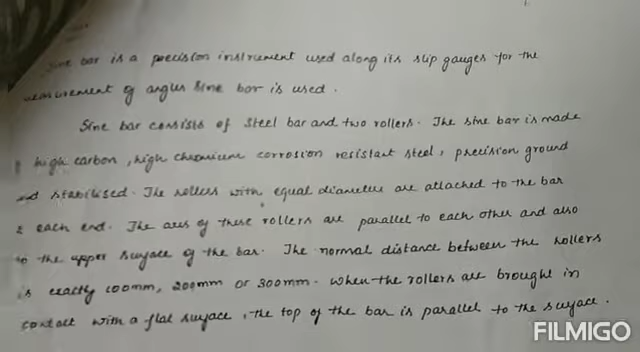 Sine bar is a precision instrument used along its slip gauges for the
measurement of angles Sine bar is used.
Sine bar consists of Steel bar and two rollers. The sine bar is made
high carbon, high chromium corrosion resistant steel, precision ground
and stabilised. The rollers with equal diameter are attached to the bar
each end. The axes of these rollers are parallel to each other and also
to the upper surface of the bar. The normal distance between the rollers
is exactly 100mm, 200mm or 300mm. When the rollers are brought in
contact with a flat surface, the top of the bar is parallel to the surface.
FILMIGO